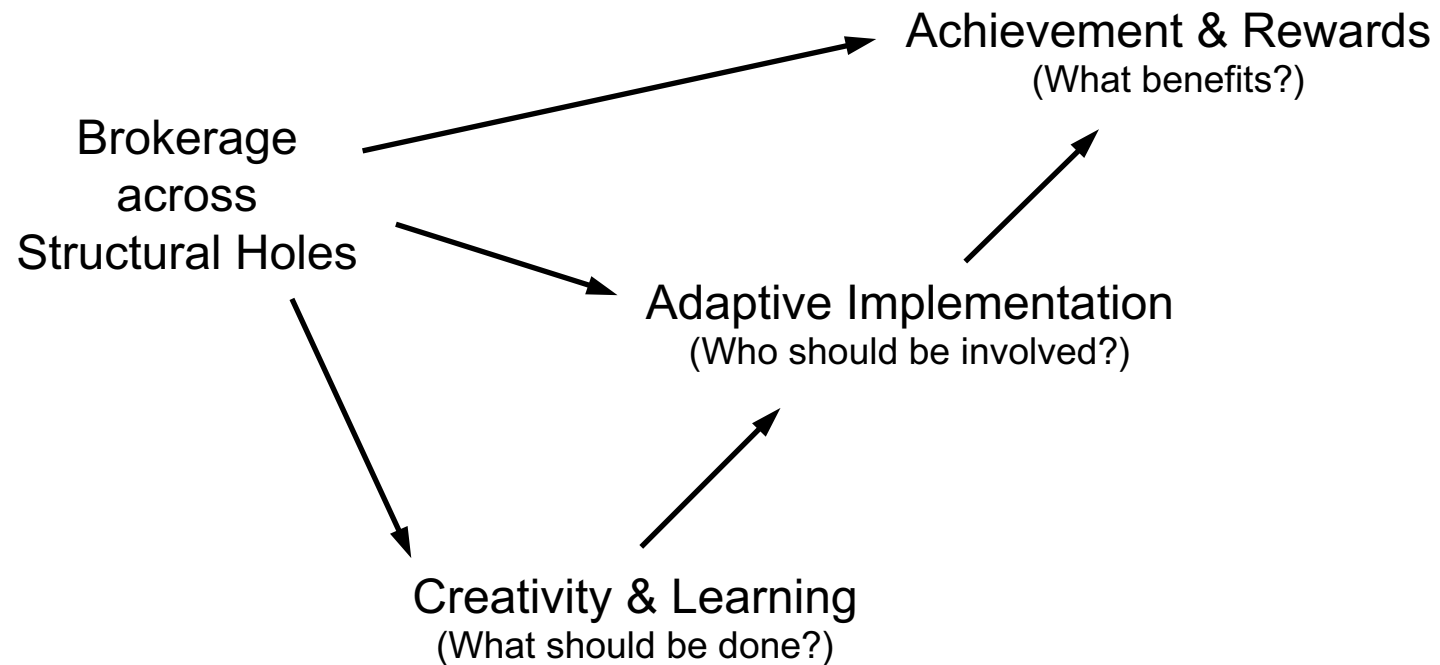 Achievement & Rewards
(What benefits?)
Brokerage
across
Structural Holes
Adaptive Implementation
(Who should be involved?)
Creativity & Learning
(What should be done?)